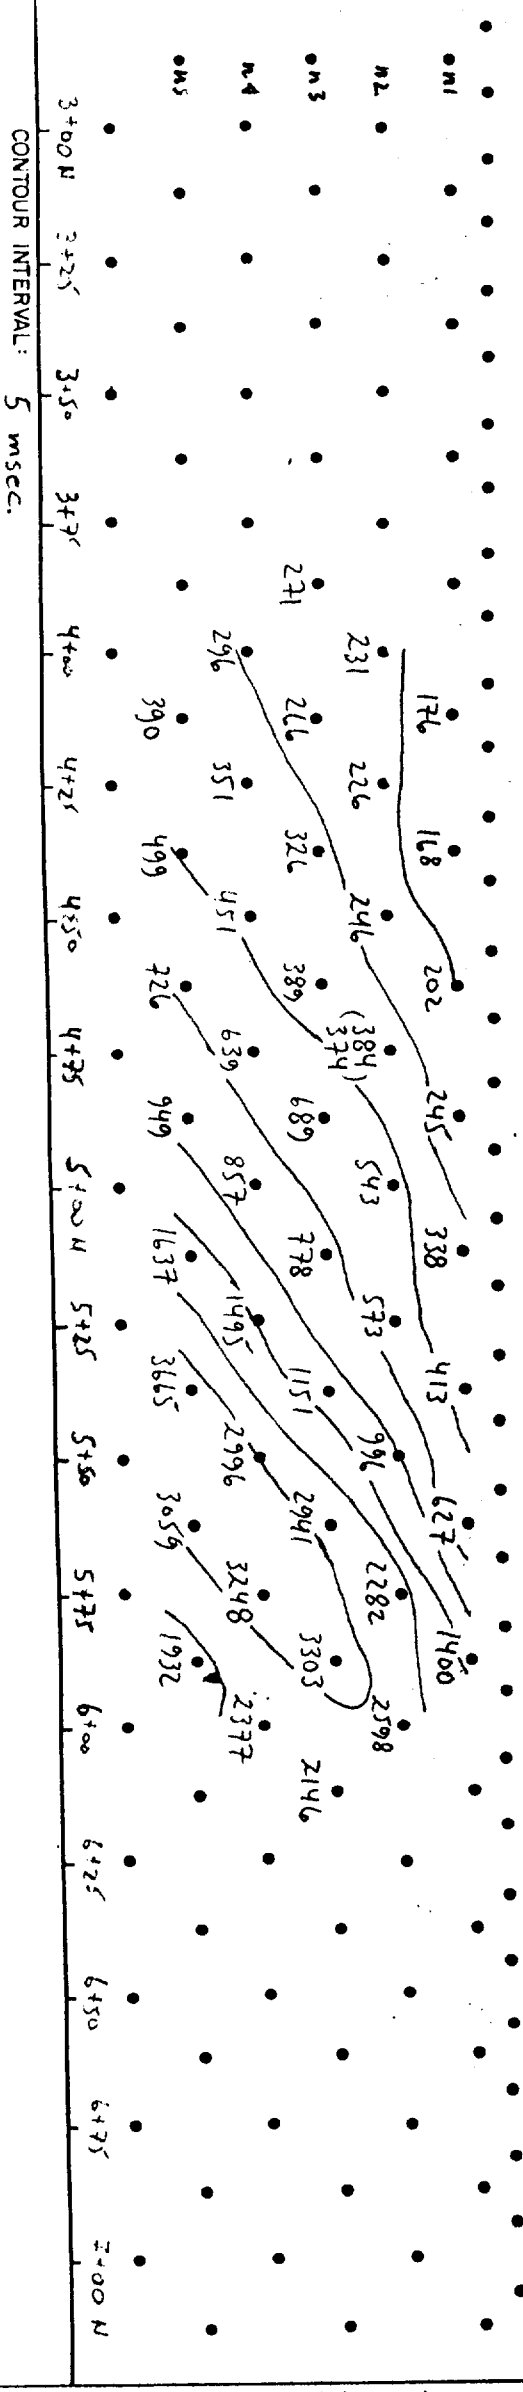 n1 176 168 202 245 338 413 627 1400
n2 231 226 246 (384 374) 543 573 996 2282 2598
n3 271 266 326 389 689 778 1151 2941 3303 2146
n4 296 351 451 639 857 1495 2996 3248 2377
n5 390 499 726 949 1637 3665 3059 1932
3+00 N 3+25 3+50 3+75 4+00 4+25 4+50 4+75 5+00 N 5+25 5+50 5+75 6+00 6+25 6+50 6+75 7+00 N
CONTOUR INTERVAL: 5 msec.